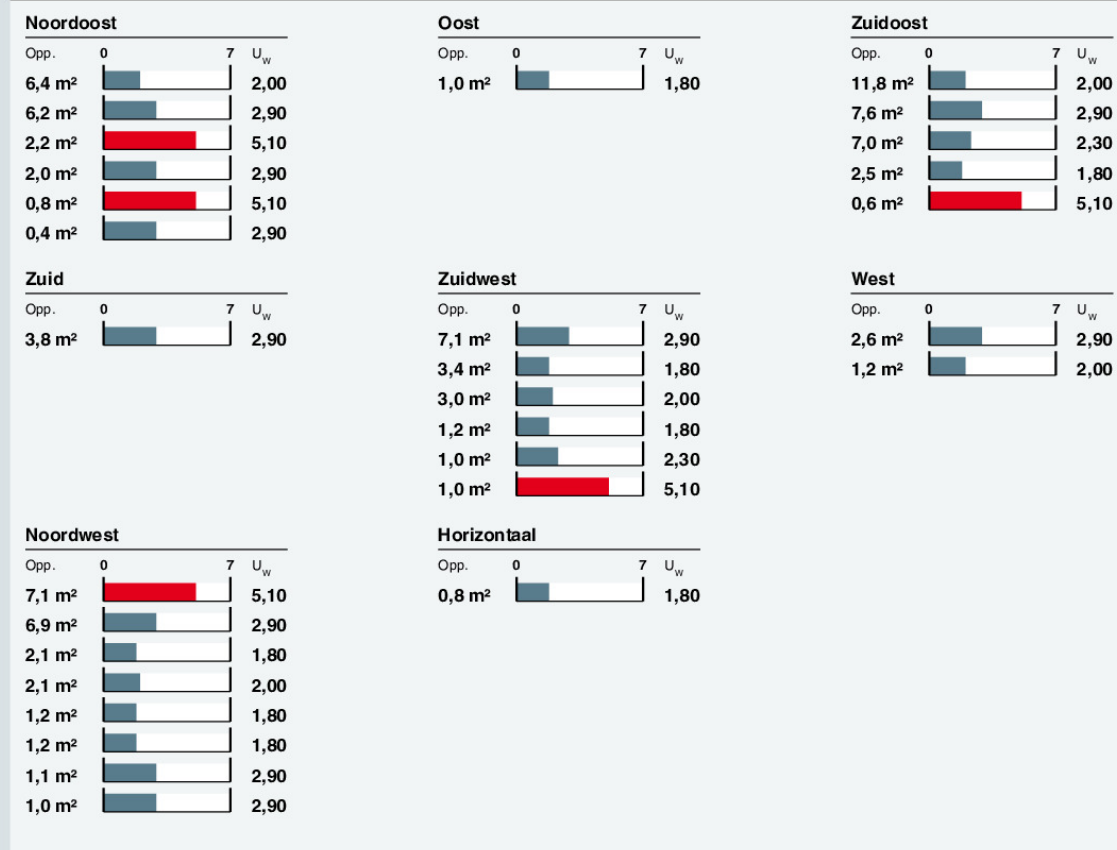 Noordoost
Opp. 0 7 Uw
6,4 m² 2,00
6,2 m² 2,90
2,2 m² 5,10
2,0 m² 2,90
0,8 m² 5,10
0,4 m² 2,90
Oost
Opp. 0 7 Uw
1,0 m² 1,80
Zuidoost
Opp. 0 7 Uw
11,8 m² 2,00
7,6 m² 2,90
7,0 m² 2,30
2,5 m² 1,80
0,6 m² 5,10
Zuid
Opp. 0 7 Uw
3,8 m² 2,90
Zuidwest
Opp. 0 7 Uw
7,1 m² 2,90
3,4 m² 1,80
3,0 m² 2,00
1,2 m² 1,80
1,0 m² 2,30
1,0 m² 5,10
West
Opp. 0 7 Uw
2,6 m² 2,90
1,2 m² 2,00
Noordwest
Opp. 0 7 Uw
7,1 m² 5,10
6,9 m² 2,90
2,1 m² 1,80
2,1 m² 2,00
1,2 m² 1,80
1,2 m² 1,80
1,1 m² 2,90
1,0 m² 2,90
Horizontaal
Opp. 0 7 Uw
0,8 m² 1,80